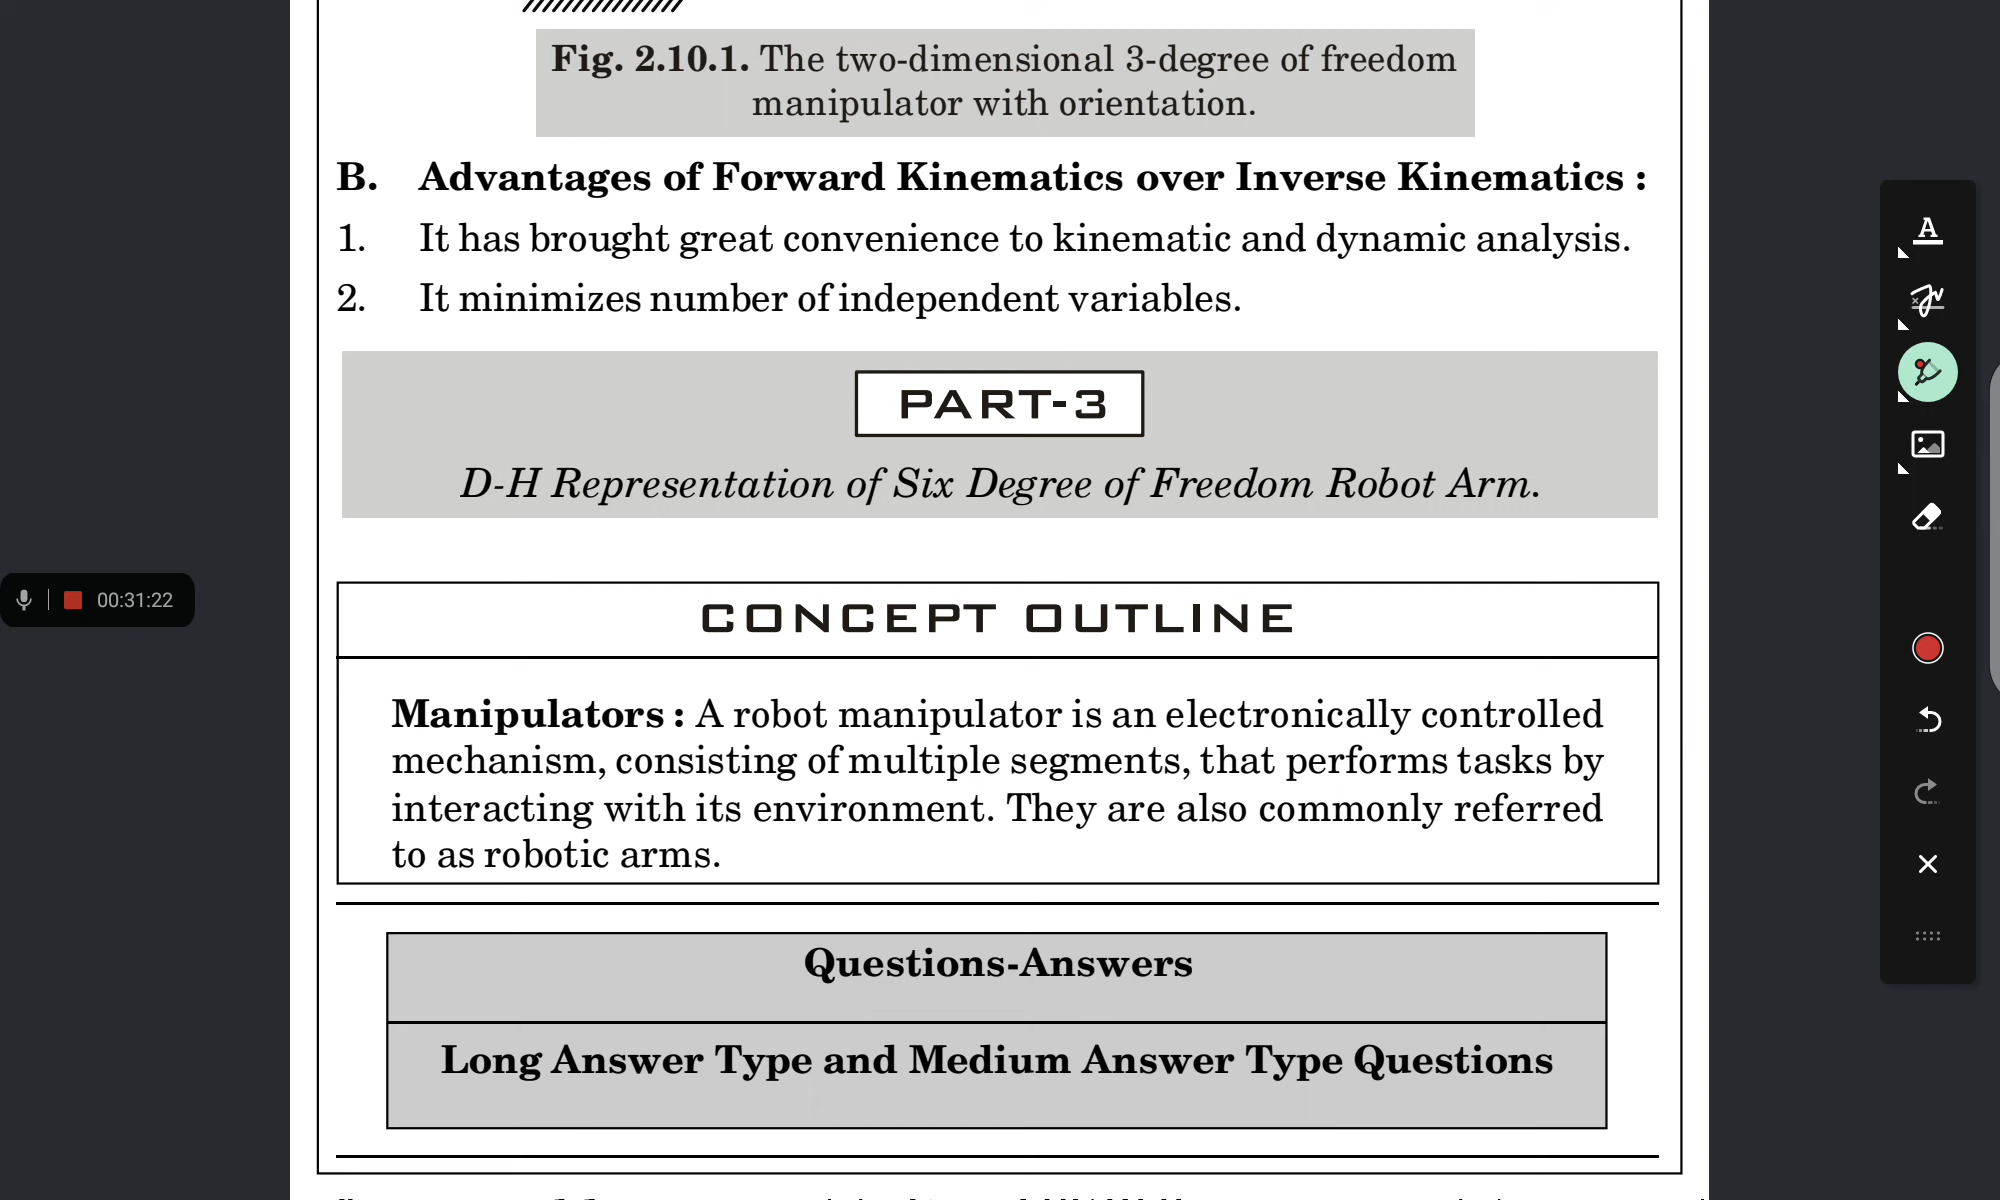 Fig. 2.10.1. The two-dimensional 3-degree of freedom
manipulator with orientation.
B. Advantages of Forward Kinematics over Inverse Kinematics :
1. It has brought great convenience to kinematic and dynamic analysis.
2. It minimizes number of independent variables.
PART-3
D-H Representation of Six Degree of Freedom Robot Arm.
00:31:22
CONCEPT OUTLINE
Manipulators : A robot manipulator is an electronically controlled
mechanism, consisting of multiple segments, that performs tasks by
interacting with its environment. They are also commonly referred
to as robotic arms.
Questions-Answers
Long Answer Type and Medium Answer Type Questions